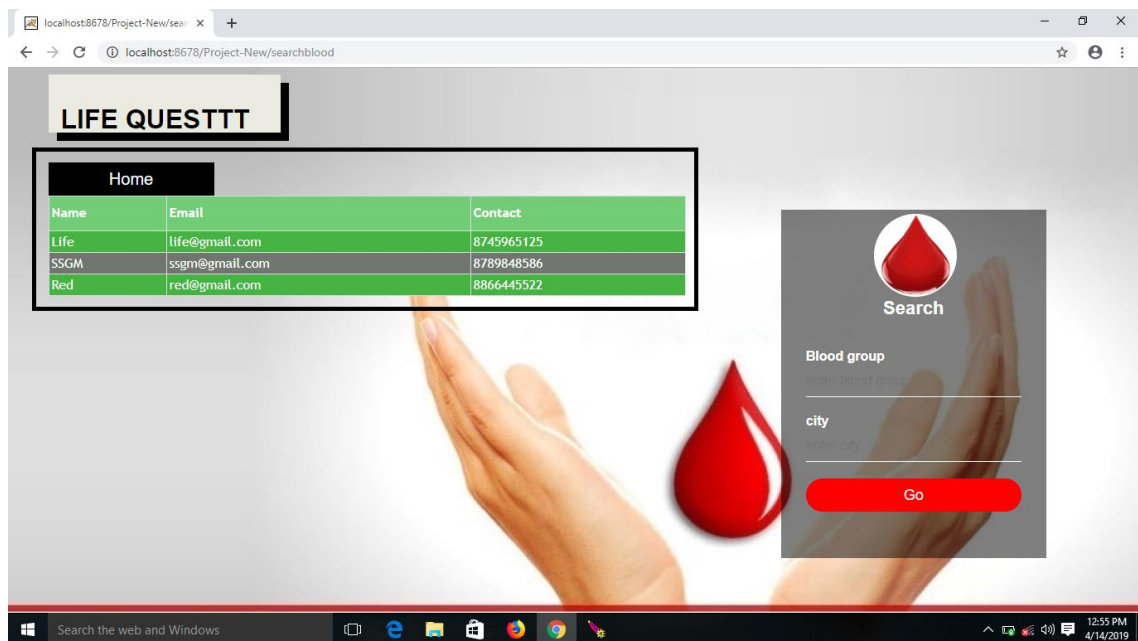 localhost:8678/Project-New/sear
localhost:8678/Project-New/searchblood
LIFE QUESTTT
Home
Name Email Contact
Life life@gmail.com 8745965125
SSGM ssgm@gmail.com 8789848586
Red red@gmail.com 8866445522
Search
Blood group
enter blood group
city
enter city
Go
Search the web and Windows
12:55 PM
4/14/2019